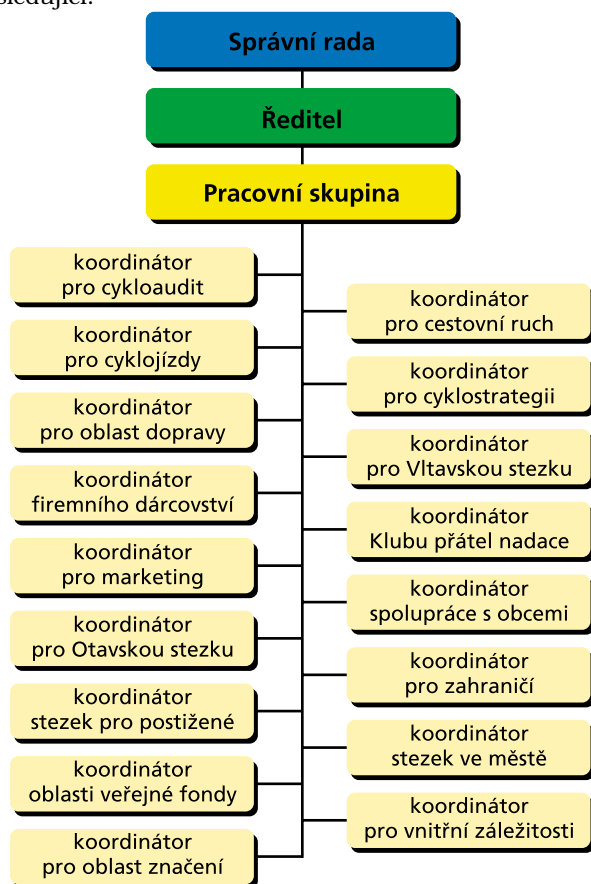 Správní rada
Ředitel
Pracovní skupina
koordinátor
pro cykloaudit
koordinátor
pro cyklojízdy
koordinátor
pro oblast dopravy
koordinátor
firemního dárcovství
koordinátor
pro marketing
koordinátor
pro Otavskou stezku
koordinátor
stezek pro postižené
koordinátor
oblasti veřejné fondy
koordinátor
pro oblast značení
koordinátor
pro cestovní ruch
koordinátor
pro cyklostrategii
koordinátor
pro Vltavskou stezku
koordinátor
Klubu přátel nadace
koordinátor
spolupráce s obcemi
koordinátor
pro zahraničí
koordinátor
stezek ve městě
koordinátor
pro vnitřní záležitosti